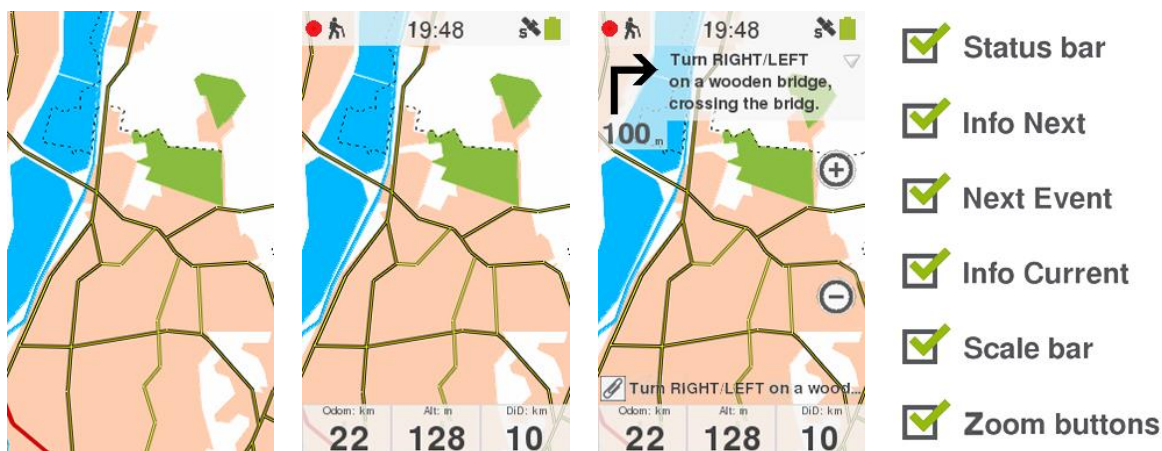 19:48
S
Odom: km
Alt: m
DiD: km
22
128
10
19:48
S
Turn RIGHT/LEFT
on a wooden bridge,
crossing the bridg.
100 m
Turn RIGHT/LEFT on a wood...
Odom: km
Alt: m
DiD: km
22
128
10
Status bar
Info Next
Next Event
Info Current
Scale bar
Zoom buttons